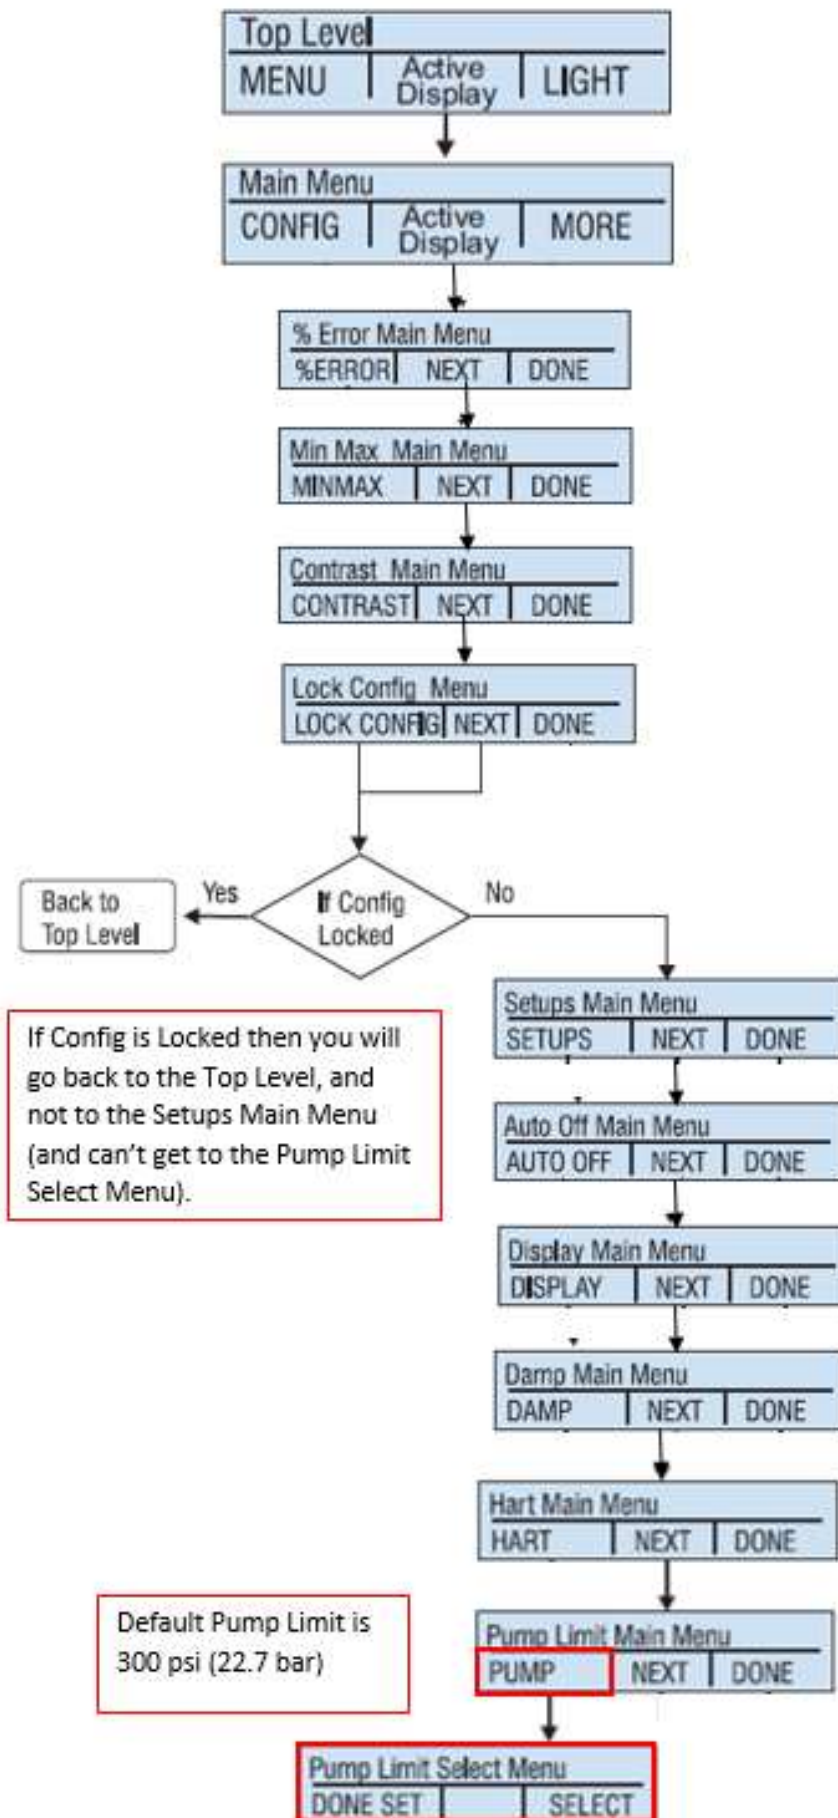 Top Level
MENU Active Display LIGHT
Main Menu
CONFIG Active Display MORE
% Error Main Menu
%ERROR NEXT DONE
Min Max Main Menu
MINMAX NEXT DONE
Contrast Main Menu
CONTRAST NEXT DONE
Lock Config Menu
LOCK CONFIG NEXT DONE
Back to
Top Level
Yes
If Config
Locked
No
If Config is Locked then you will
go back to the Top Level, and
not to the Setups Main Menu
(and can't get to the Pump Limit
Select Menu).
Setups Main Menu
SETUPS NEXT DONE
Auto Off Main Menu
AUTO OFF NEXT DONE
Display Main Menu
DISPLAY NEXT DONE
Damp Main Menu
DAMP NEXT DONE
Hart Main Menu
HART NEXT DONE
Default Pump Limit is
300 psi (22.7 bar)
Pump Limit Main Menu
PUMP NEXT DONE
Pump Limit Select Menu
DONE SET SELECT